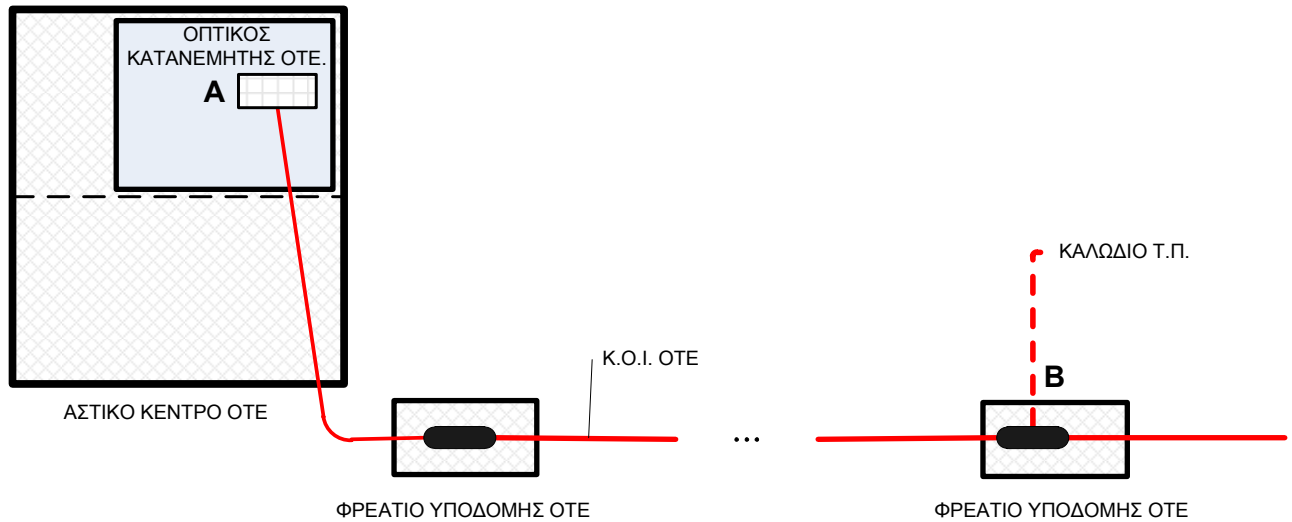 ΟΠΤΙΚΟΣ
ΚΑΤΑΝΕΜΗΤΗΣ ΟΤΕ.
A
ΚΑΛΩΔΙΟ Τ.Π.
Κ.Ο.Ι. ΟΤΕ
B
ΑΣΤΙΚΟ ΚΕΝΤΡΟ ΟΤΕ
...
ΦΡΕΑΤΙΟ ΥΠΟΔΟΜΗΣ ΟΤΕ
ΦΡΕΑΤΙΟ ΥΠΟΔΟΜΗΣ ΟΤΕ